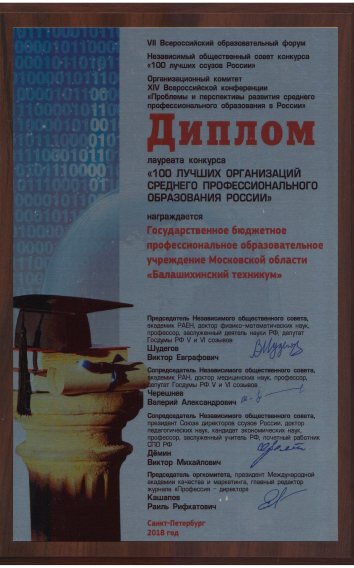 VII Всероссийский образовательный форум
Независимый общественный совет конкурса
«100 лучших ссузов России»
Организационный комитет
XIV Всероссийской конференции
«Проблемы и перспективы развития среднего
профессионального образования в России»
Диплом
лауреата конкурса
«100 ЛУЧШИХ ОРГАНИЗАЦИЙ
СРЕДНЕГО ПРОФЕССИОНАЛЬНОГО
ОБРАЗОВАНИЯ РОССИИ»
награждается
Государственное бюджетное
профессиональное образовательное
учреждение Московской области
«Балашихинский техникум»
Председатель Независимого общественного совета,
академик РАЕН, доктор физико-математических наук,
профессор, заслуженный деятель науки РФ, депутат
Госдумы РФ V и VI созывов
Шудегов
Виктор Евграфович
Сопредседатель Независимого общественного совета,
академик РАН, доктор медицинских наук, профессор,
депутат Госдумы РФ V и VI созывов
Черешнев
Валерий Александрович
Сопредседатель Независимого общественного совета,
президент Союза директоров ссузов России, доктор
педагогических наук, кандидат экономических наук,
профессор, заслуженный учитель РФ, почетный работник
СПО РФ
Дёмин
Виктор Михайлович
Председатель оргкомитета, президент Международной
академии качества и маркетинга, главный редактор
журнала «Профессия - директор»
Кашапов
Раиль Рифкатович
Санкт-Петербург
2018 год